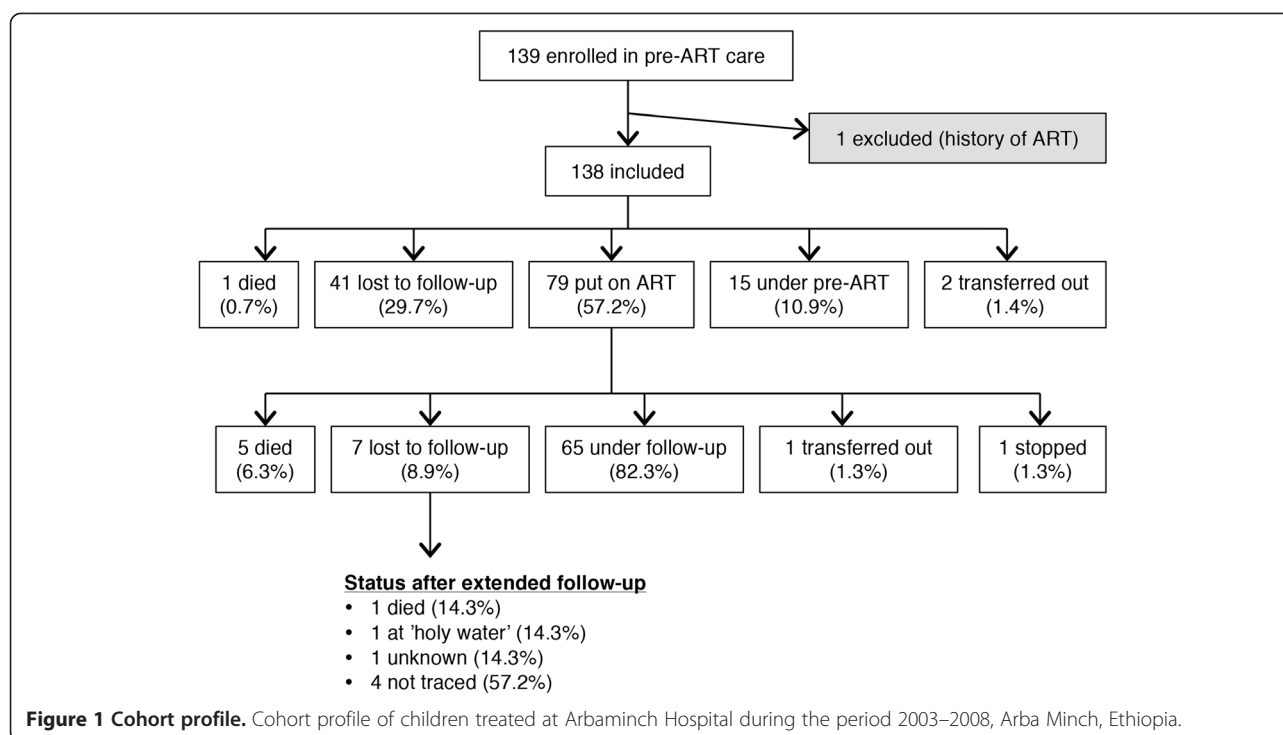 139 enrolled in pre-ART care
1 excluded (history of ART)
138 included
1 died
(0.7%)
41 lost to follow-up
(29.7%)
79 put on ART
(57.2%)
15 under pre-ART
(10.9%)
2 transferred out
(1.4%)
5 died
(6.3%)
7 lost to follow-up
(8.9%)
65 under follow-up
(82.3%)
1 transferred out
(1.3%)
1 stopped
(1.3%)
Status after extended follow-up
• 1 died (14.3%)
• 1 at ’holy water’ (14.3%)
• 1 unknown (14.3%)
• 4 not traced (57.2%)
Figure 1 Cohort profile. Cohort profile of children treated at Arbaminch Hospital during the period 2003–2008, Arba Minch, Ethiopia.